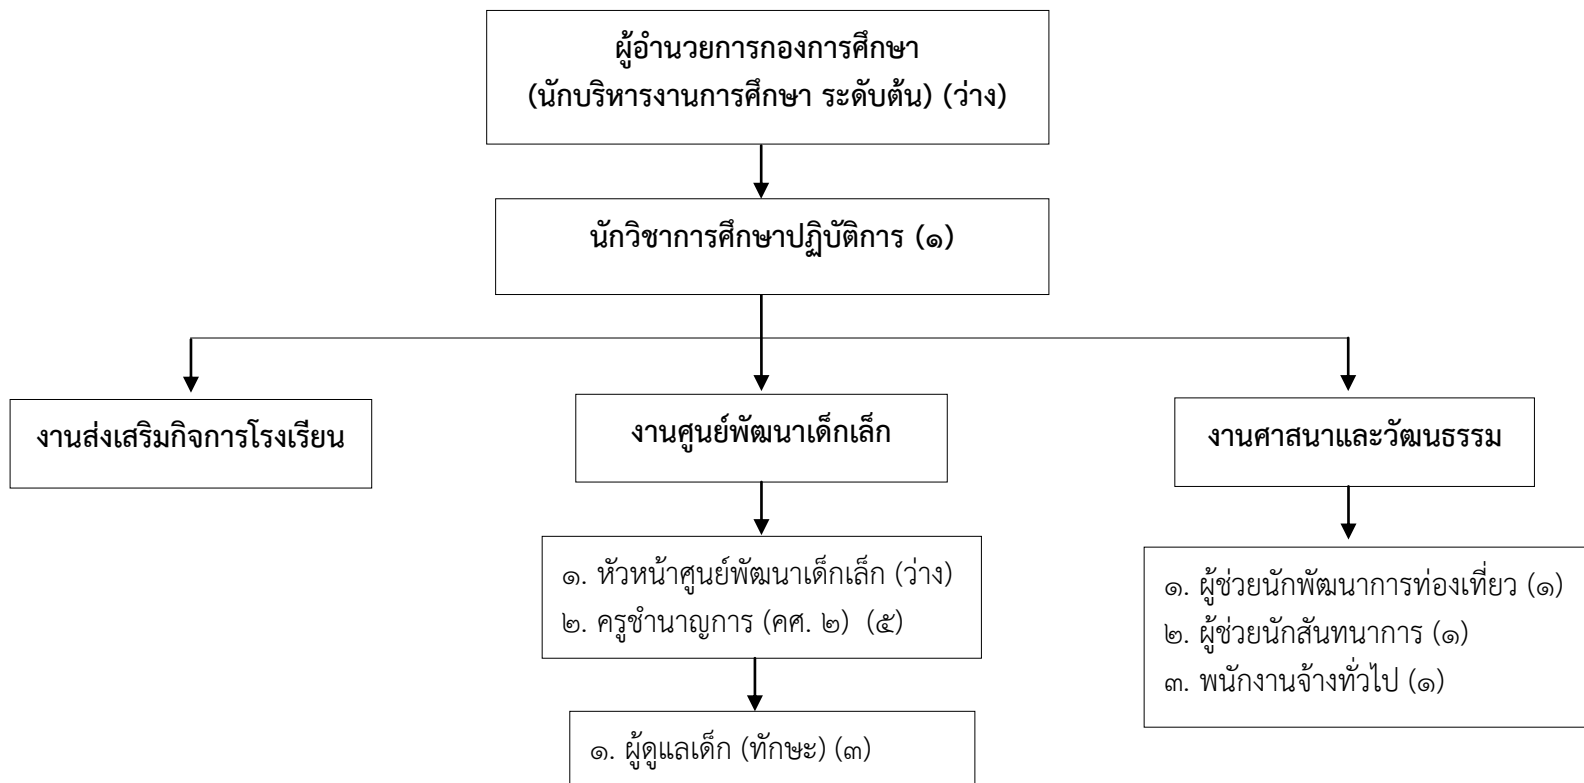 ผู้อำนวยการกองการศึกษา
(นักบริหารงานการศึกษา ระดับต้น) (ว่าง)
นักวิชาการศึกษาปฏิบัติการ (๑)
งานส่งเสริมกิจการโรงเรียน
งานศูนย์พัฒนาเด็กเล็ก
งานศาสนาและวัฒนธรรม
๑. หัวหน้าศูนย์พัฒนาเด็กเล็ก (ว่าง)
๒. ครูชำนาญการ (คศ. ๒) (๕)
๑. ผู้ช่วยนักพัฒนาการท่องเที่ยว (๑)
๒. ผู้ช่วยนักสันทนาการ (๑)
๓. พนักงานจ้างทั่วไป (๑)
๑. ผู้ดูแลเด็ก (ทักษะ) (๓)